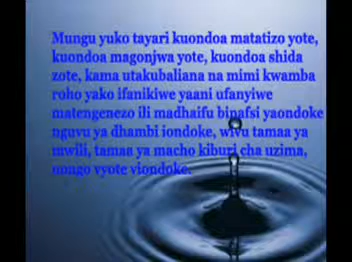 Mungu yuko tayari kuondoa matatizo yote,
kuondoa magonjwa yote, kuondoa shida
zote, kama utakubaliana na mimi kwamba
roho yako ifanikiwe yaani ufanyiwe
matengenezo ili madhaifu binafsi yaondoke
nguvu ya dhambi iondoke, wivu tamaa ya
mwili, tamaa ya macho kiburi cha uzima,
uongo vyote viondoke.